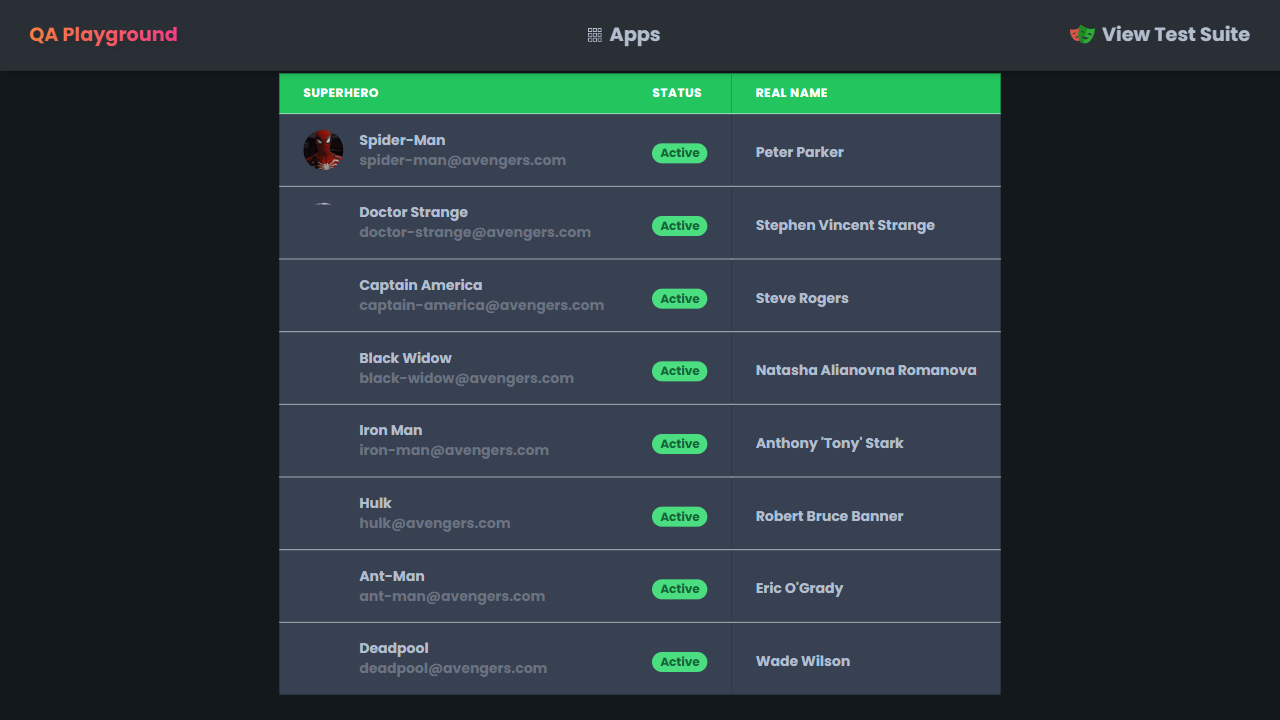 QA Playground
Apps
View Test Suite
SUPERHERO STATUS REAL NAME
Spider-Man
spider-man@avengers.com
Active
Peter Parker
Doctor Strange
doctor-strange@avengers.com
Active
Stephen Vincent Strange
Captain America
captain-america@avengers.com
Active
Steve Rogers
Black Widow
black-widow@avengers.com
Active
Natasha Alianovna Romanova
Iron Man
iron-man@avengers.com
Active
Anthony 'Tony' Stark
Hulk
hulk@avengers.com
Active
Robert Bruce Banner
Ant-Man
ant-man@avengers.com
Active
Eric O'Grady
Deadpool
deadpool@avengers.com
Active
Wade Wilson